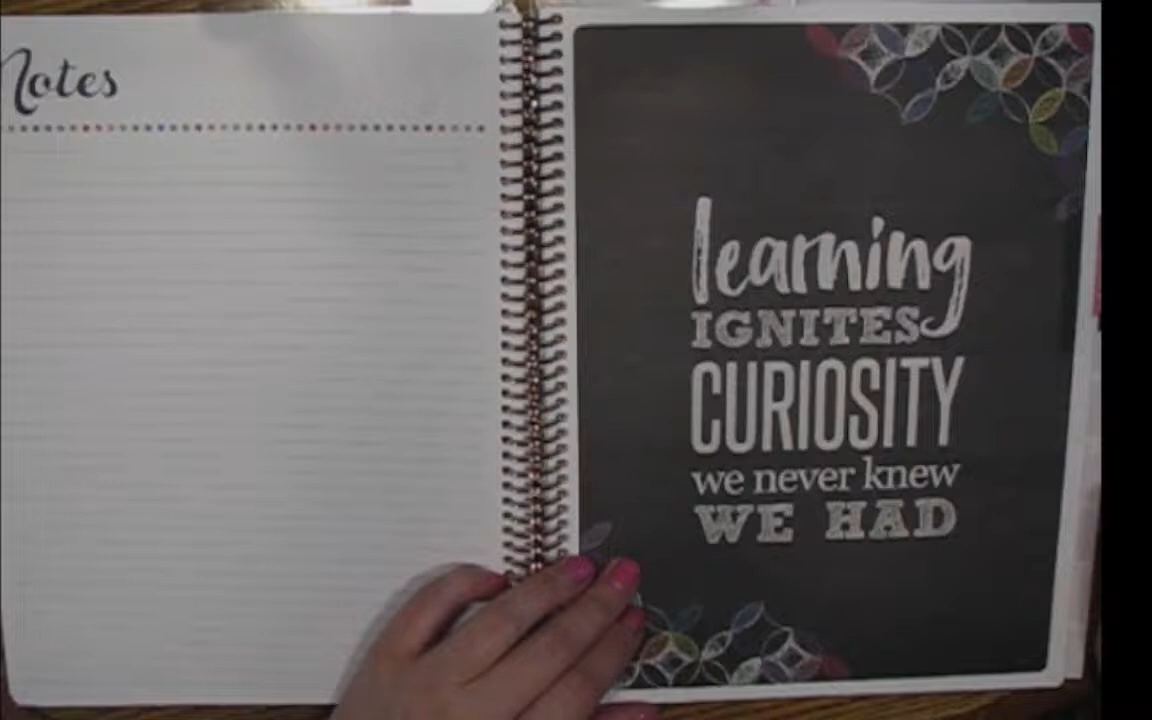 Notes
learning
IGNITES
CURIOSITY
we never knew
WE HAD